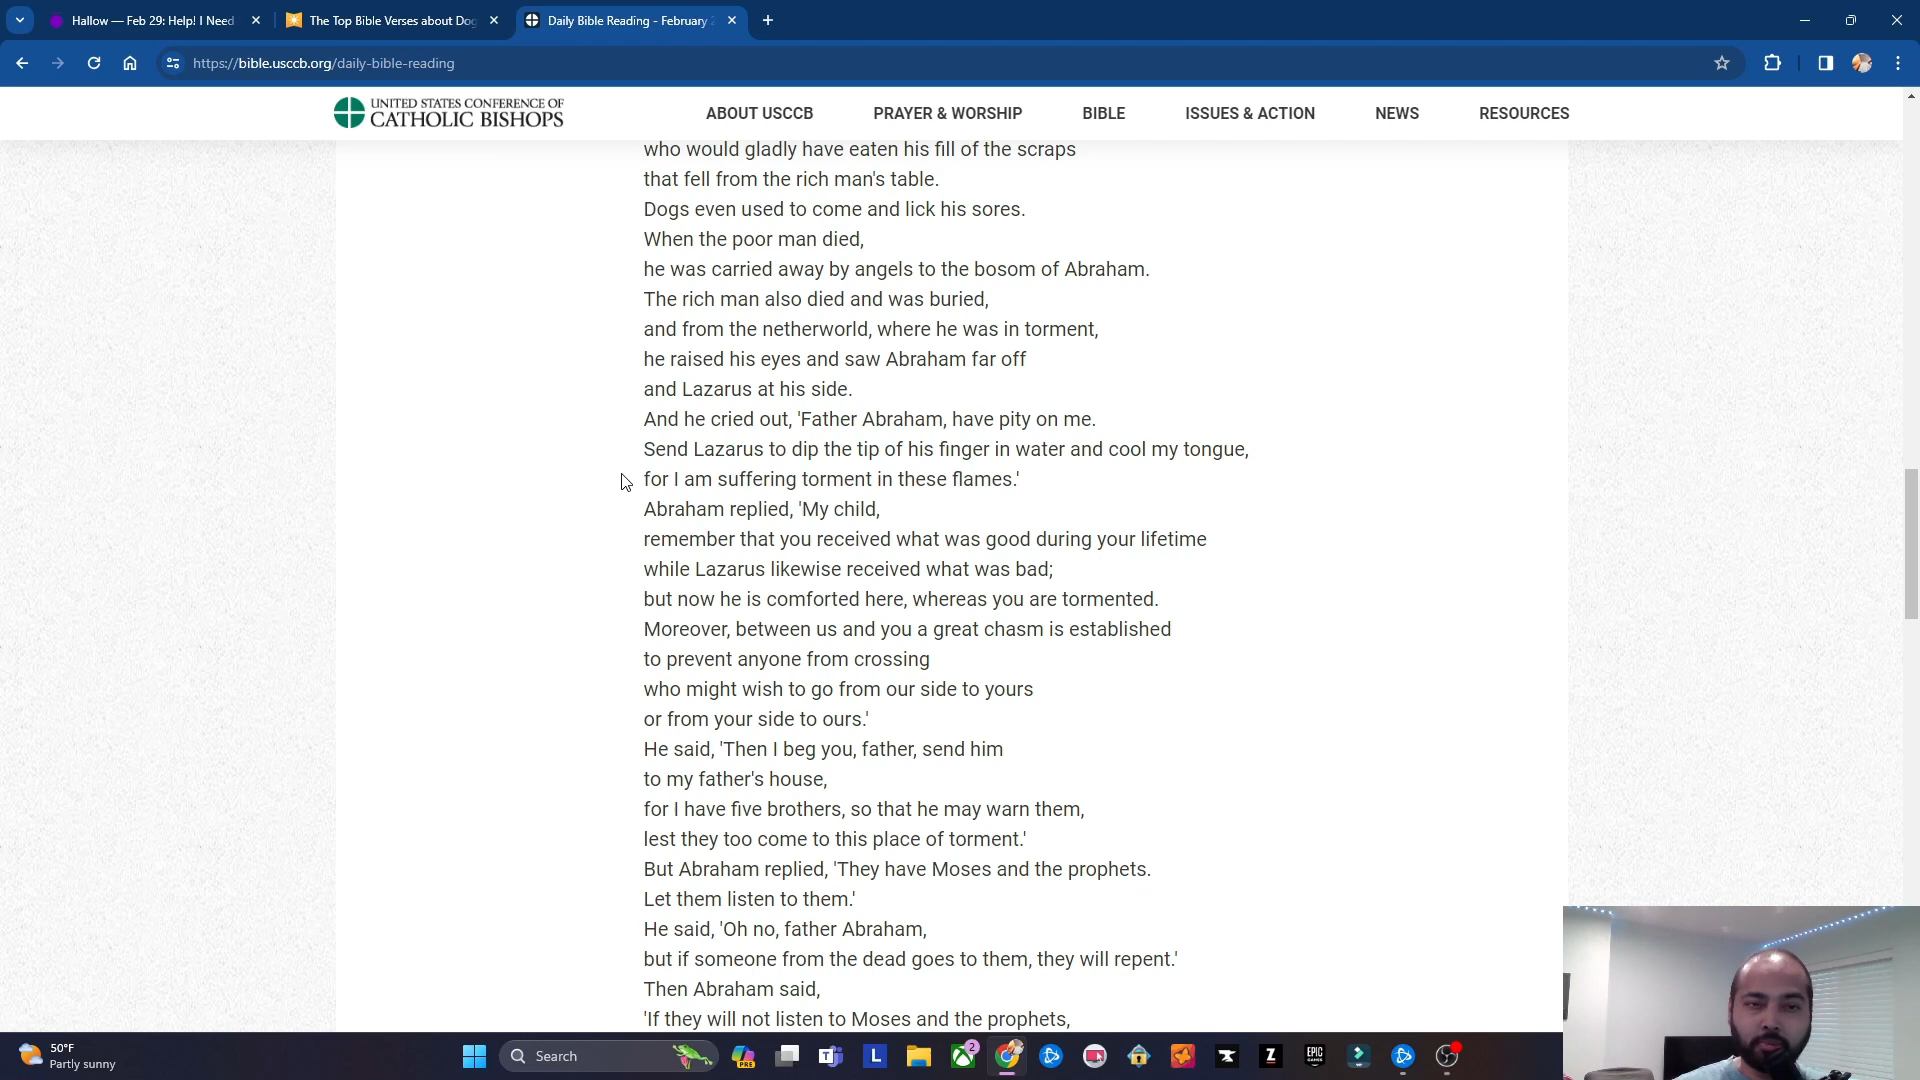 Hallow — Feb 29: Help! I Need
The Top Bible Verses about Dog
Daily Bible Reading - February 2
https://bible.usccb.org/daily-bible-reading
UNITED STATES CONFERENCE OF
CATHOLIC BISHOPS
ABOUT USCCB
PRAYER & WORSHIP
BIBLE
ISSUES & ACTION
NEWS
RESOURCES
who would gladly have eaten his fill of the scraps
that fell from the rich man's table.
Dogs even used to come and lick his sores.
When the poor man died,
he was carried away by angels to the bosom of Abraham.
The rich man also died and was buried,
and from the netherworld, where he was in torment,
he raised his eyes and saw Abraham far off
and Lazarus at his side.
And he cried out, 'Father Abraham, have pity on me.
Send Lazarus to dip the tip of his finger in water and cool my tongue,
for I am suffering torment in these flames.'
Abraham replied, 'My child,
remember that you received what was good during your lifetime
while Lazarus likewise received what was bad;
but now he is comforted here, whereas you are tormented.
Moreover, between us and you a great chasm is established
to prevent anyone from crossing
who might wish to go from our side to yours
or from your side to ours.'
He said, 'Then I beg you, father, send him
to my father's house,
for I have five brothers, so that he may warn them,
lest they too come to this place of torment.'
But Abraham replied, 'They have Moses and the prophets.
Let them listen to them.'
He said, 'Oh no, father Abraham,
but if someone from the dead goes to them, they will repent.'
Then Abraham said,
'If they will not listen to Moses and the prophets,
50°F
Partly sunny
Search
PRE
L
2
Z
EPIC
GAMES